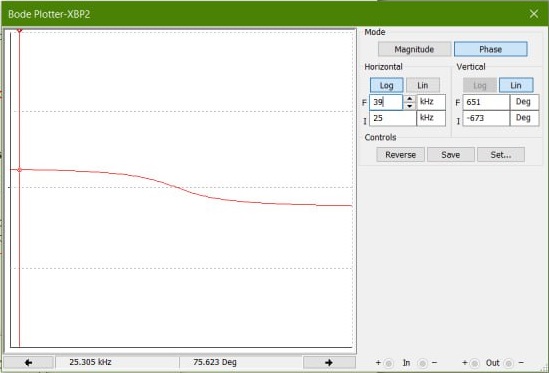 Bode Plotter-XBP2
Mode
Magnitude Phase
Horizontal Vertical
Log Lin Log Lin
F 39 kHz F 651 Deg
I 25 kHz I -673 Deg
Controls
Reverse Save Set...
25.305 kHz 75.623 Deg
+ In − + Out −